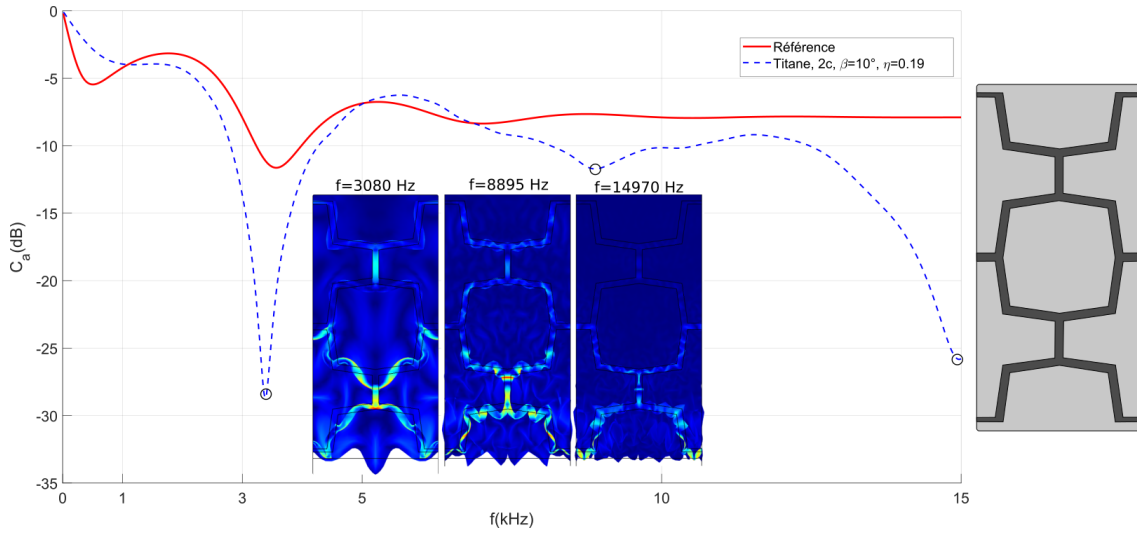 0
-5
-10
-15
-20
-25
-30
-35
C_a(dB)
Référence
Titane, 2c, β=10°, η=0.19
f=3080 Hz
f=8895 Hz
f=14970 Hz
0
1
3
5
10
15
f(kHz)